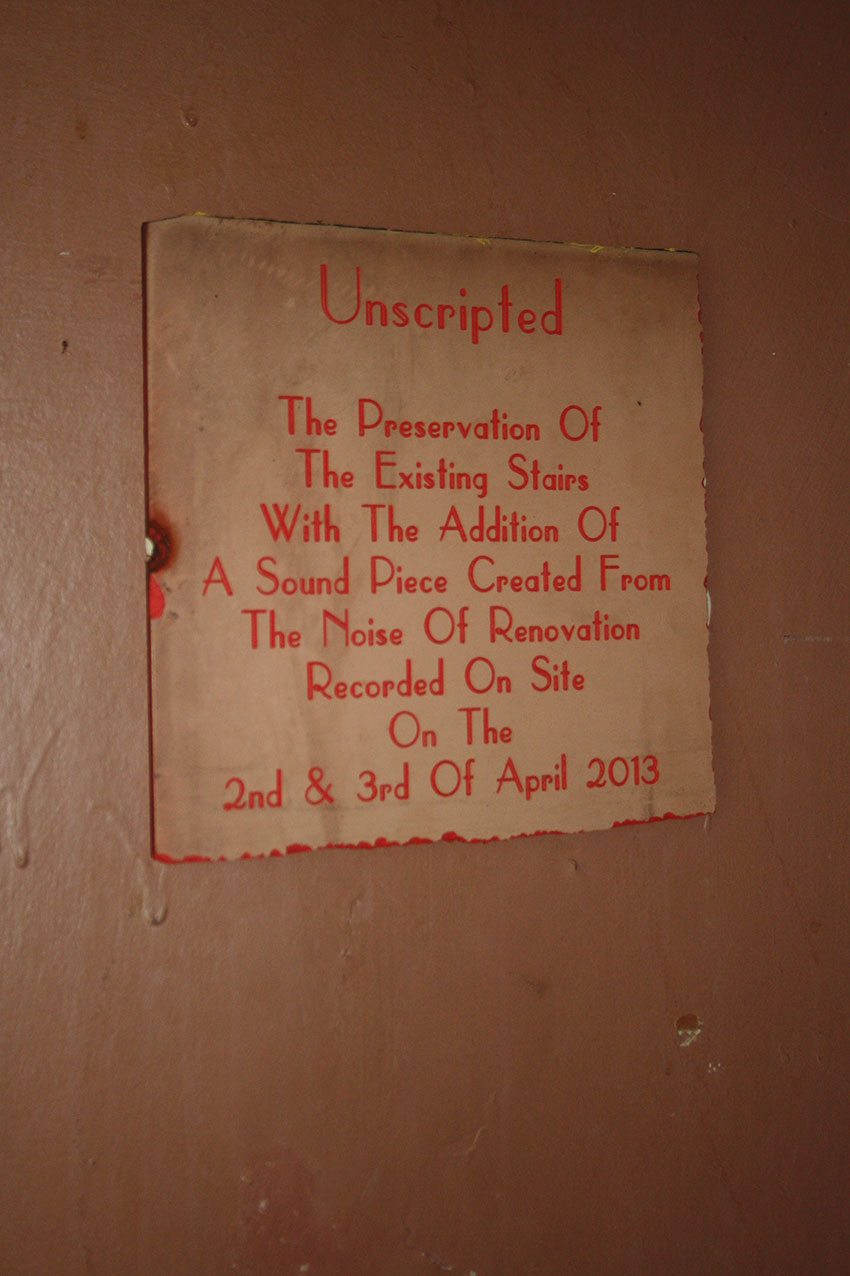 Unscripted
The Preservation Of
The Existing Stairs
With The Addition Of
A Sound Piece Created From
The Noise Of Renovation
Recorded On Site
On The
2nd & 3rd Of April 2013